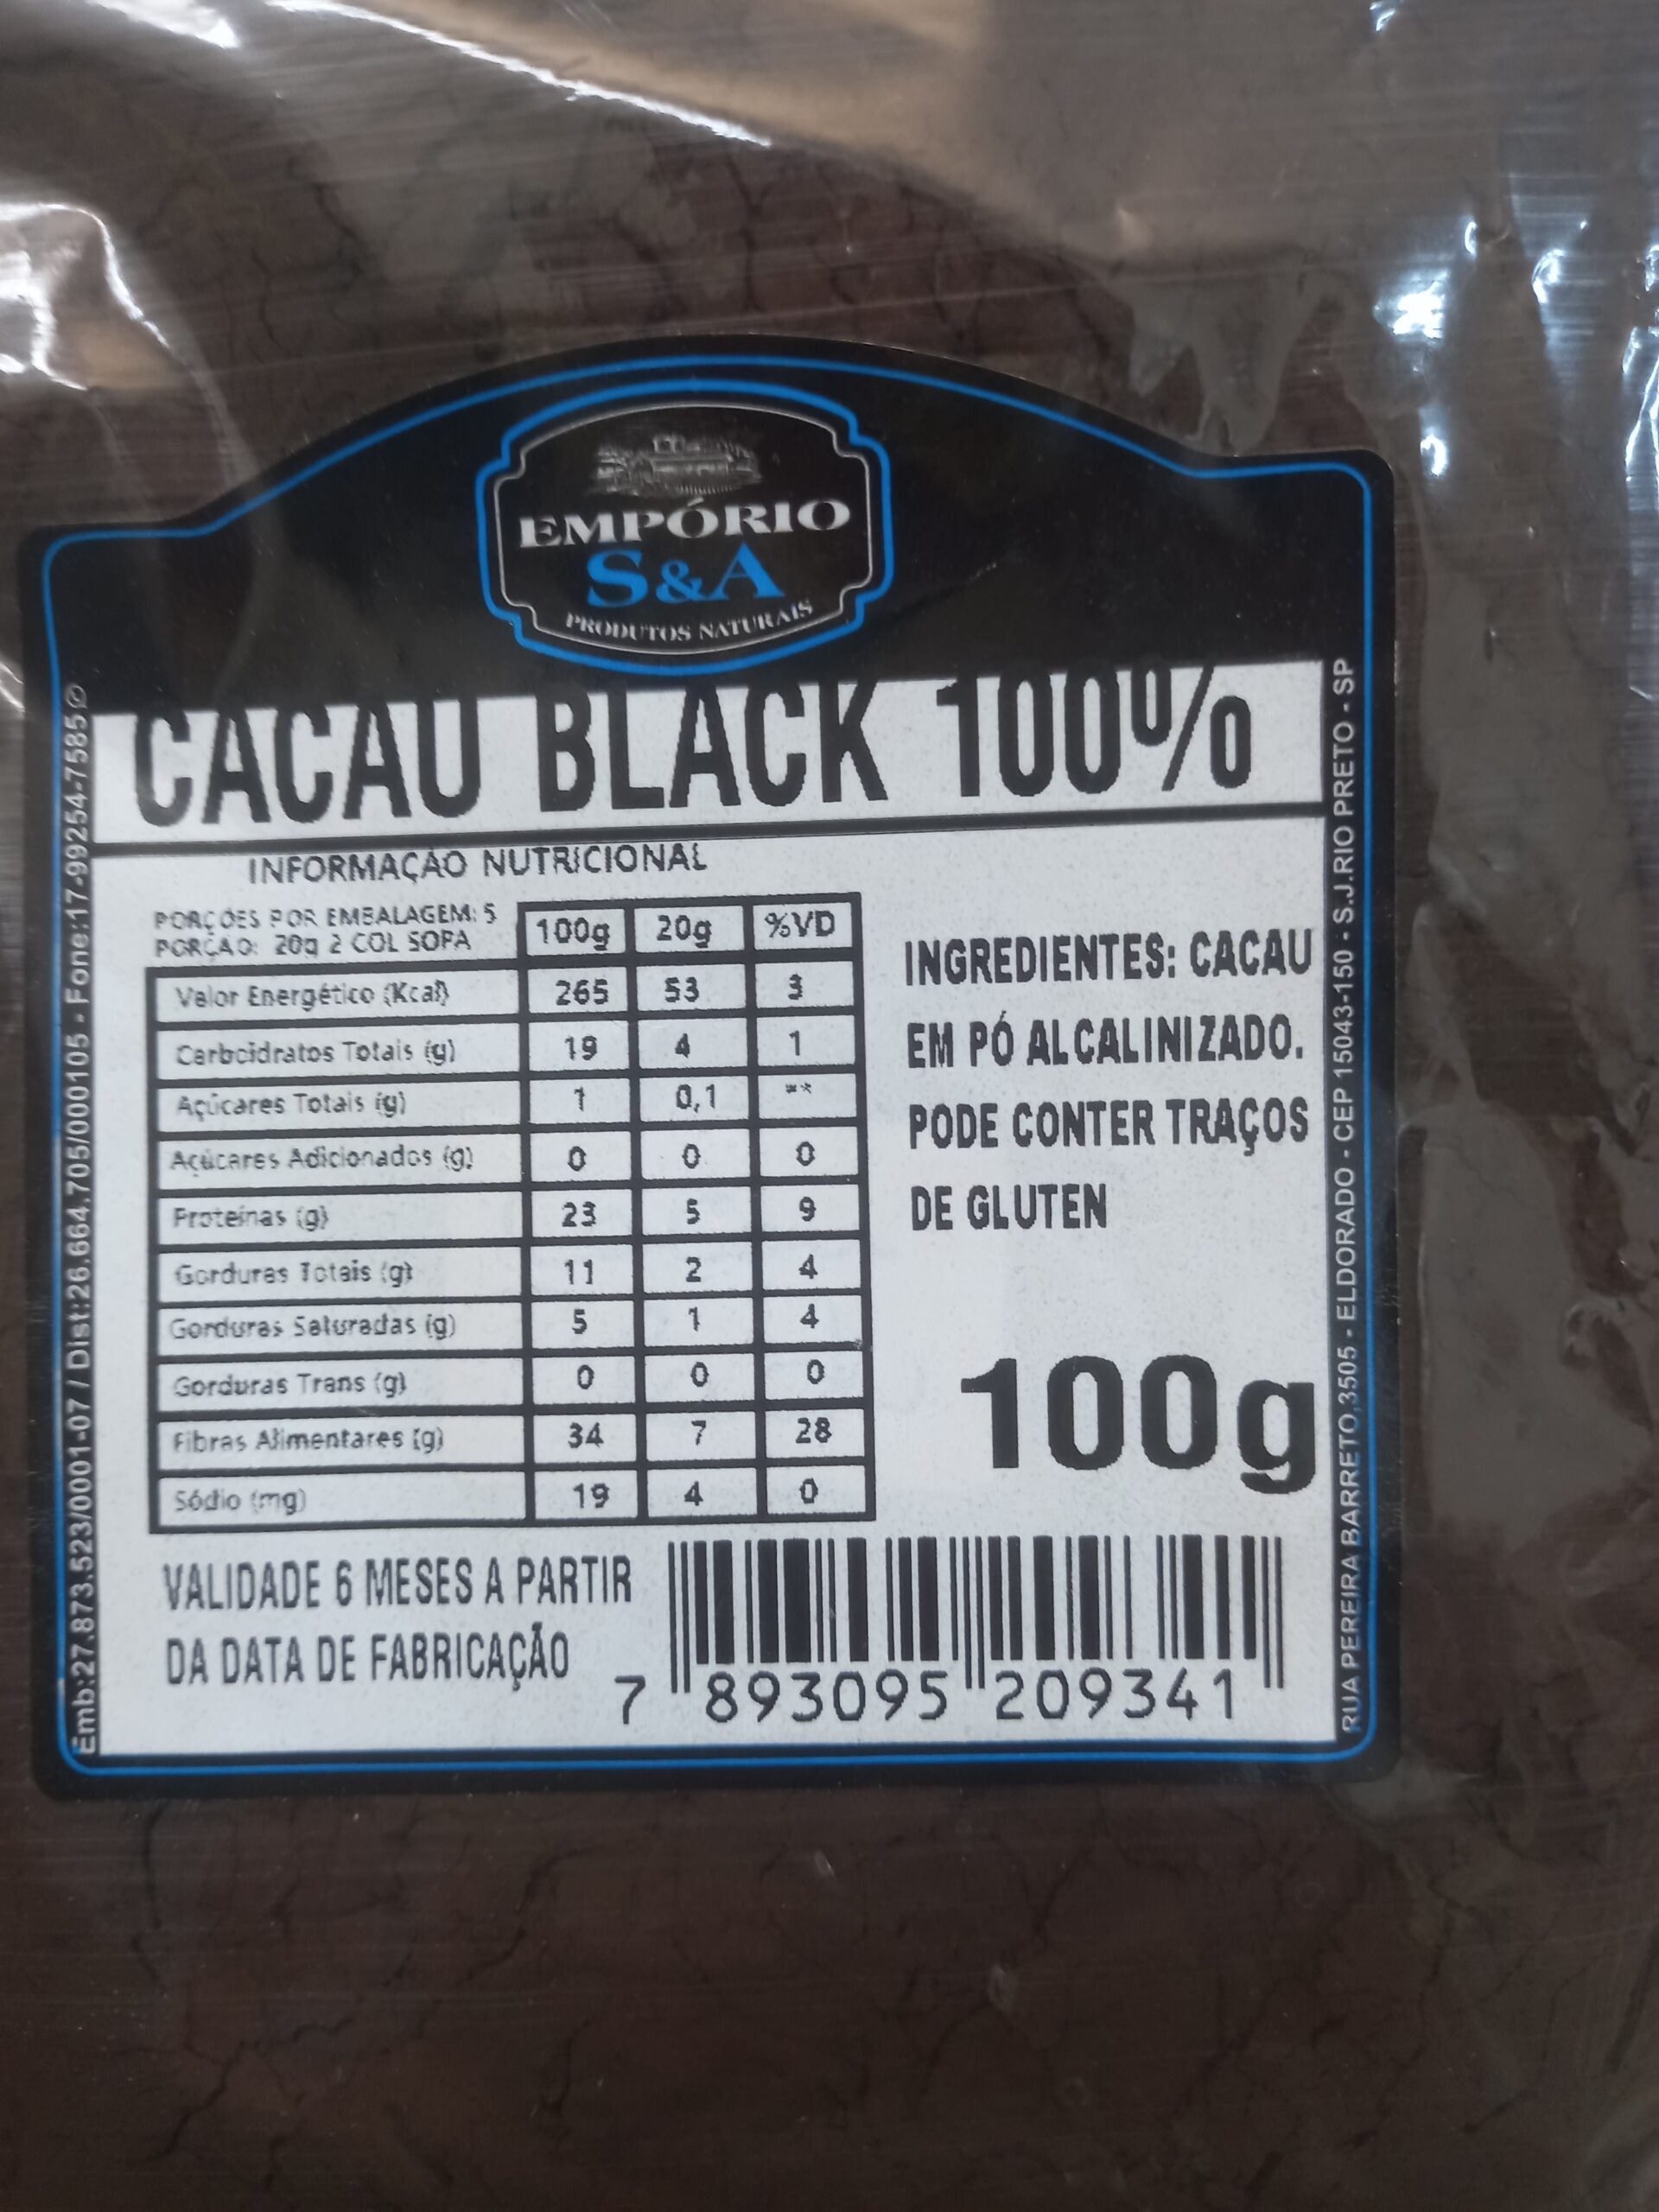 EMPÓRIO
S&A
PRODUTOS NATURAIS
CACAU BLACK 100%
INFORMAÇÃO NUTRICIONAL
PORÇÕES POR EMBALAGEM: 5
PORÇAO: 20g 2 COL SOPA
100g 20g %VD
Valor Energético (Kcal) 265 53 3
Carboidratos Totais (g) 19 4 1
Açúcares Totais (g) 1 0,1 **
Açúcares Adicionados (g) 0 0 0
Proteínas (g) 23 5 9
Gorduras Totais (g) 11 2 4
Gorduras Saturadas (g) 5 1 4
Gorduras Trans (g) 0 0 0
Fibras Alimentares (g) 34 7 28
Sódio (mg) 19 4 0
INGREDIENTES: CACAU
EM PÓ ALCALINIZADO.
PODE CONTER TRAÇOS
DE GLUTEN
100g
VALIDADE 6 MESES A PARTIR
DA DATA DE FABRICAÇÃO
7 893095 209341
Emb:27.873.523/0001-07 / Dist:26.664.705/000105 - Fone:17-99254-7585
RUA PEREIRA BARRETO,3505 - ELDORADO - CEP 15043-150 - S.J.RIO PRETO - SP